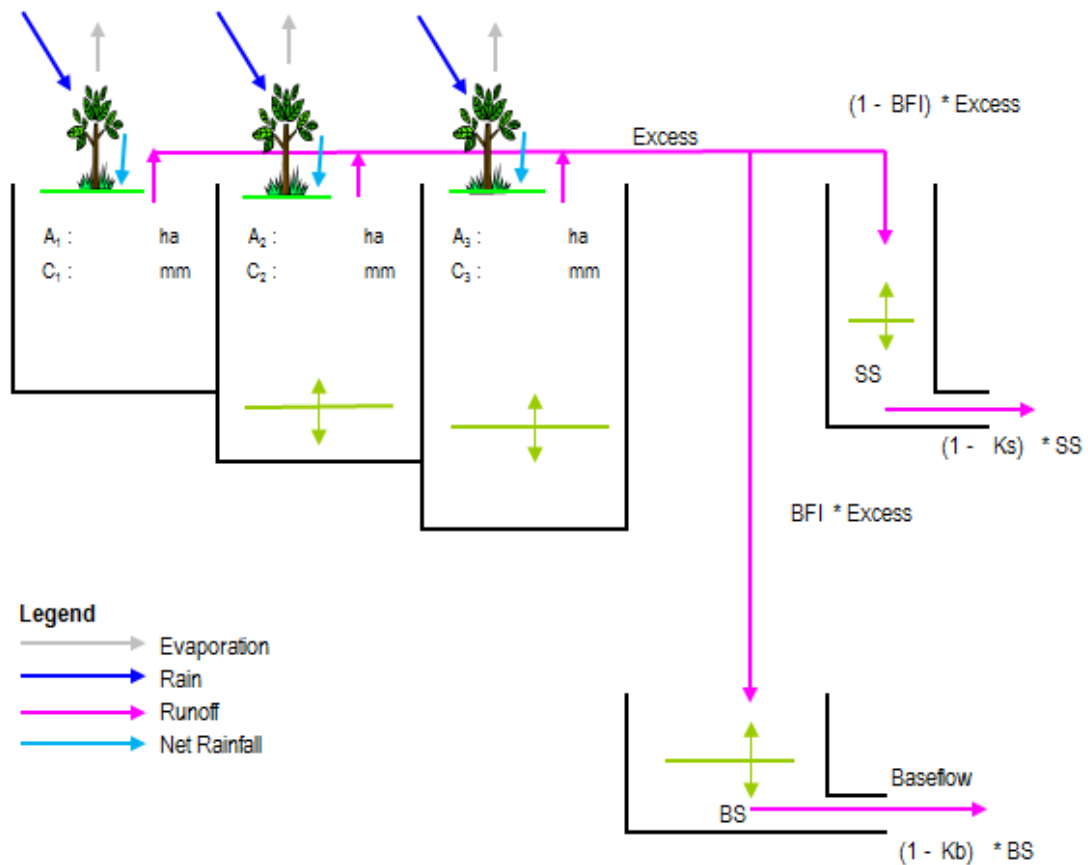 (1 - BFI) * Excess
Excess
A₁ : ha A₂ : ha A₃ : ha
C₁ : mm C₂ : mm C₃ : mm
SS
(1 - Ks) * SS
BFI * Excess
Legend
Evaporation
Rain
Runoff
Net Rainfall
Baseflow
BS
(1 - Kb) * BS